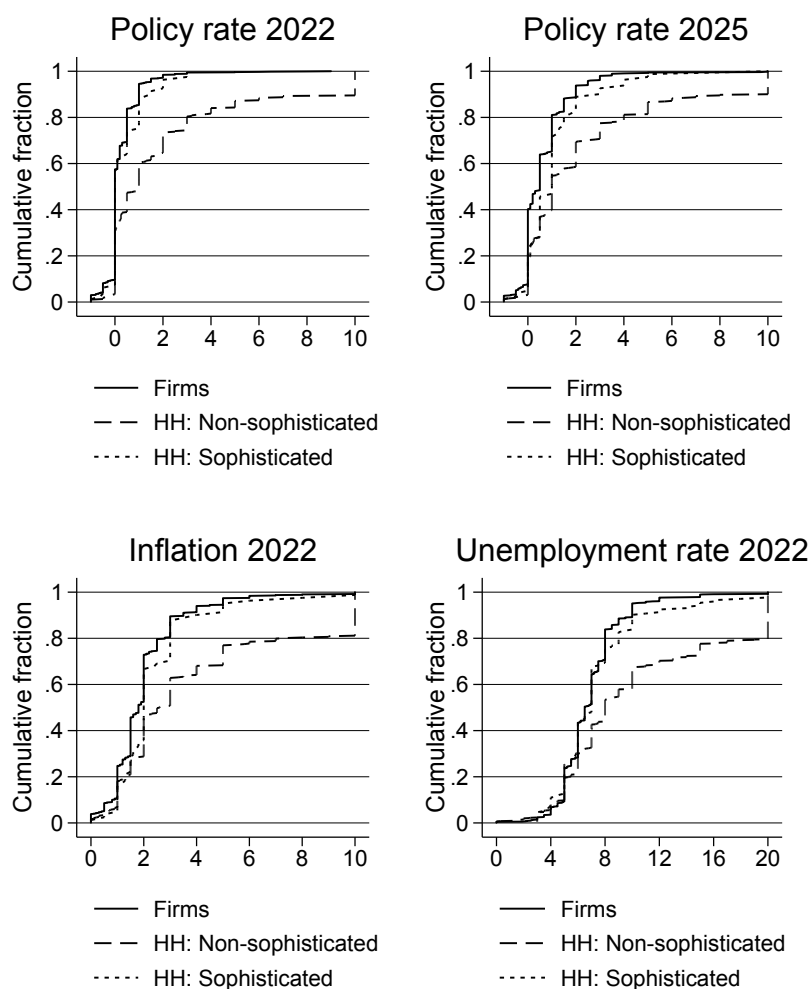 Policy rate 2022
Cumulative fraction
1
.8
.6
.4
.2
0
0 2 4 6 8 10
Firms
HH: Non-sophisticated
HH: Sophisticated
Policy rate 2025
Cumulative fraction
1
.8
.6
.4
.2
0
0 2 4 6 8 10
Firms
HH: Non-sophisticated
HH: Sophisticated
Inflation 2022
Cumulative fraction
1
.8
.6
.4
.2
0
0 2 4 6 8 10
Firms
HH: Non-sophisticated
HH: Sophisticated
Unemployment rate 2022
Cumulative fraction
1
.8
.6
.4
.2
0
0 4 8 12 16 20
Firms
HH: Non-sophisticated
HH: Sophisticated